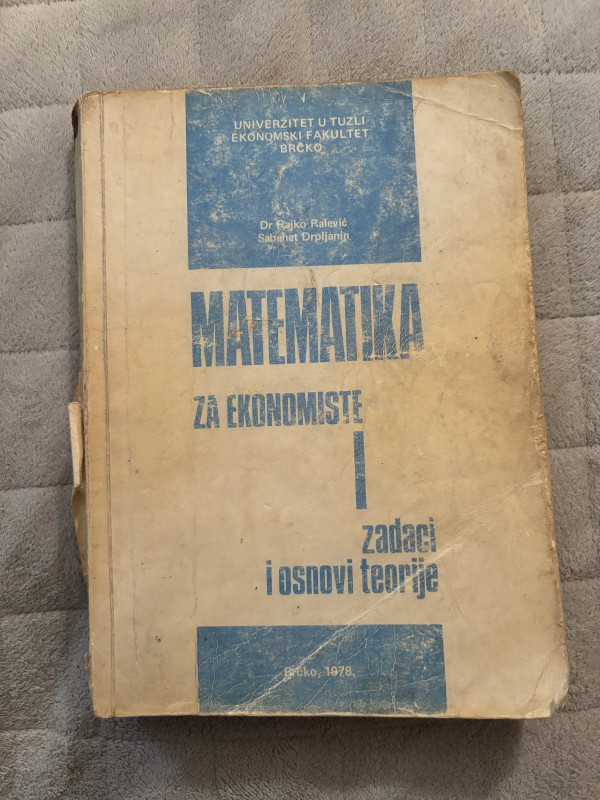 UNIVERZITET U TUZLI
EKONOMSKI FAKULTET
BRČKO
Dr Rajko Ralević
Sabahet Drpljanin
MATEMATIKA
ZA EKONOMISTE
I
zadaci
i osnovi teorije
Brčko, 1978.